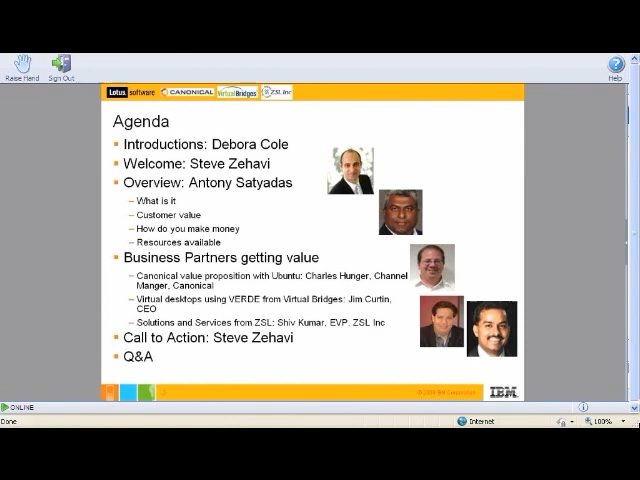 Raise Hand
Sign Out
Help
Lotus software CANONICAL VirtualBridges ZSL Inc
Agenda
Introductions: Debora Cole
Welcome: Steve Zehavi
Overview: Antony Satyadas
– What is it
– Customer value
– How do you make money
– Resources available
Business Partners getting value
– Canonical value proposition with Ubuntu: Charles Hunger, Channel
Manger, Canonical
– Virtual desktops using VERDE from Virtual Bridges: Jim Curtin,
CEO
– Solutions and Services from ZSL: Shiv Kumar, EVP, ZSL Inc
Call to Action: Steve Zehavi
Q&A
IBM Corporation
IBM
ONLINE
Done
Internet
100%